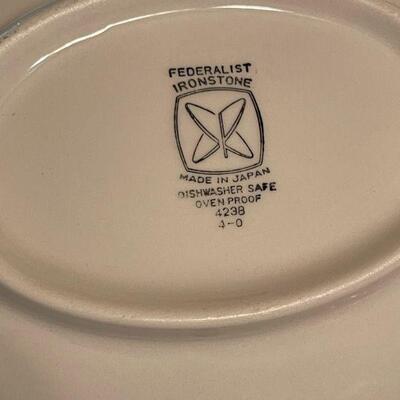 FEDERALIST
IRONSTONE
MADE IN JAPAN
DISHWASHER SAFE
OVEN PROOF
4238
4-0